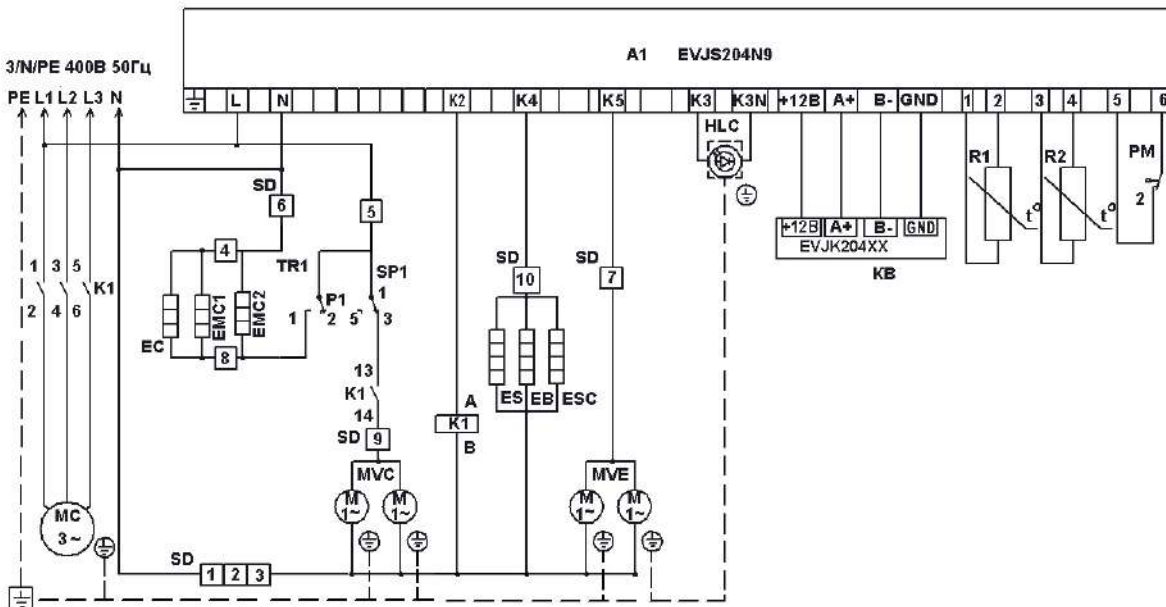 A1 EVJS204N9
3/N/PE 400В 50Гц
PE L1 L2 L3 N
L N K2 K4 K5 K3 K3N +12В A+ B- GND 1 2 3 4 5 6
HLC
R1 R2 PM
t° t° 2
SD
6 5
+12В A+ B- GND
EVJK204XX
KB
4
TR1 SP1
SD SD
10 7
1 3 5
K1
2 4 6
EC EMC1 EMC2
P1
1 2 5 1 3
8
ES EB ESC
13
K1
14
A
K1
B
SD 9
MVC MVE
M 1~ M 1~ M 1~ M 1~
MC
3~
SD
1 2 3